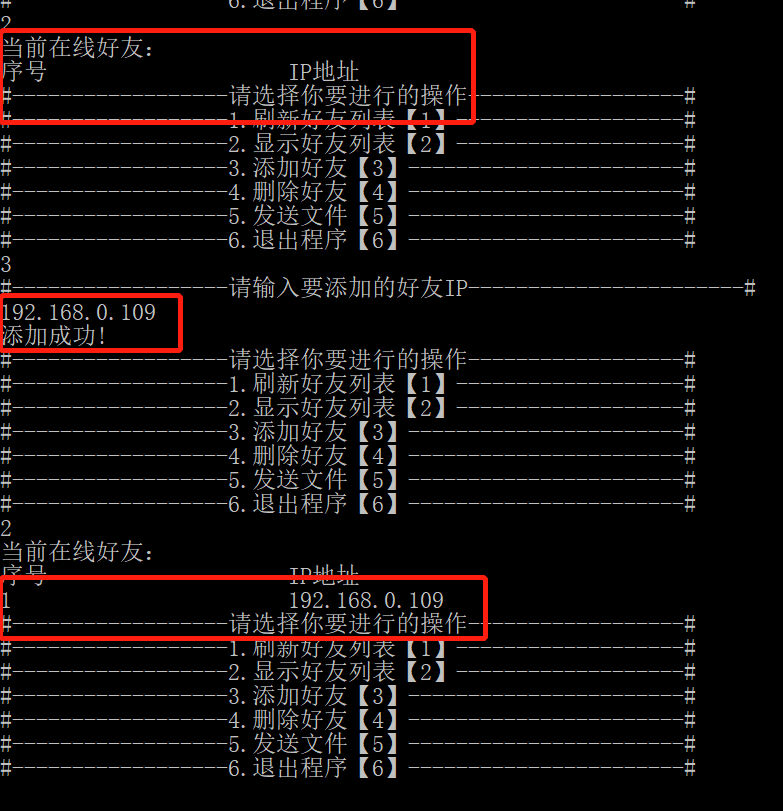 #------------------6.退出程序【6】-----------------------#
2
当前在线好友:
序号                    IP地址
#------------------请选择你要进行的操作------------------#
#------------------1.刷新好友列表【1】-------------------#
#------------------2.显示好友列表【2】-------------------#
#------------------3.添加好友【3】-----------------------#
#------------------4.删除好友【4】-----------------------#
#------------------5.发送文件【5】-----------------------#
#------------------6.退出程序【6】-----------------------#
3
#------------------请输入要添加的好友IP-----------------------#
192.168.0.109
添加成功!
#------------------请选择你要进行的操作------------------#
#------------------1.刷新好友列表【1】-------------------#
#------------------2.显示好友列表【2】-------------------#
#------------------3.添加好友【3】-----------------------#
#------------------4.删除好友【4】-----------------------#
#------------------5.发送文件【5】-----------------------#
#------------------6.退出程序【6】-----------------------#
2
当前在线好友:
序号                    IP地址
1                       192.168.0.109
#------------------请选择你要进行的操作------------------#
#------------------1.刷新好友列表【1】-------------------#
#------------------2.显示好友列表【2】-------------------#
#------------------3.添加好友【3】-----------------------#
#------------------4.删除好友【4】-----------------------#
#------------------5.发送文件【5】-----------------------#
#------------------6.退出程序【6】-----------------------#